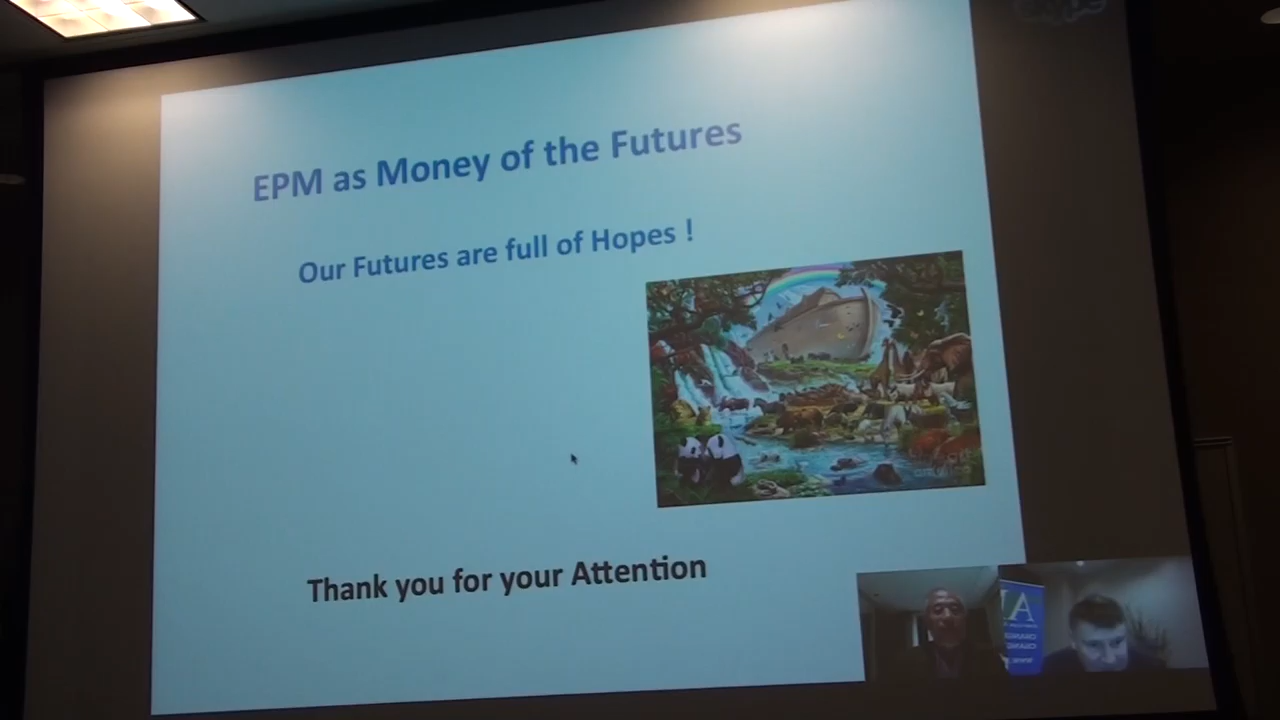 EPM as Money of the Futures
Our Futures are full of Hopes !
Thank you for your Attention